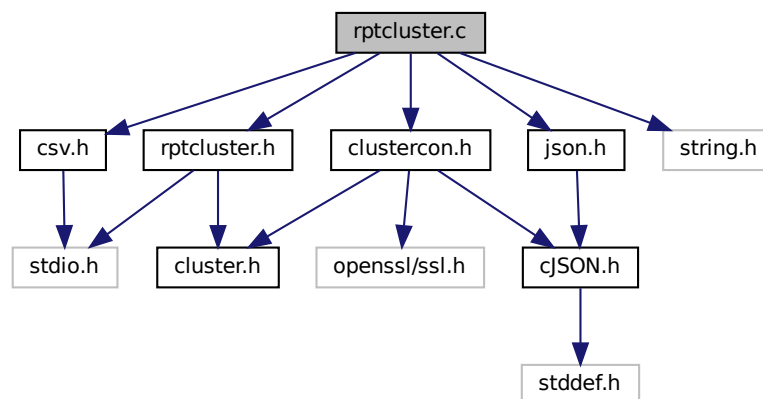 rptcluster.c
csv.h
rptcluster.h
clustercon.h
json.h
string.h
stdio.h
cluster.h
openssl/ssl.h
cJSON.h
stddef.h